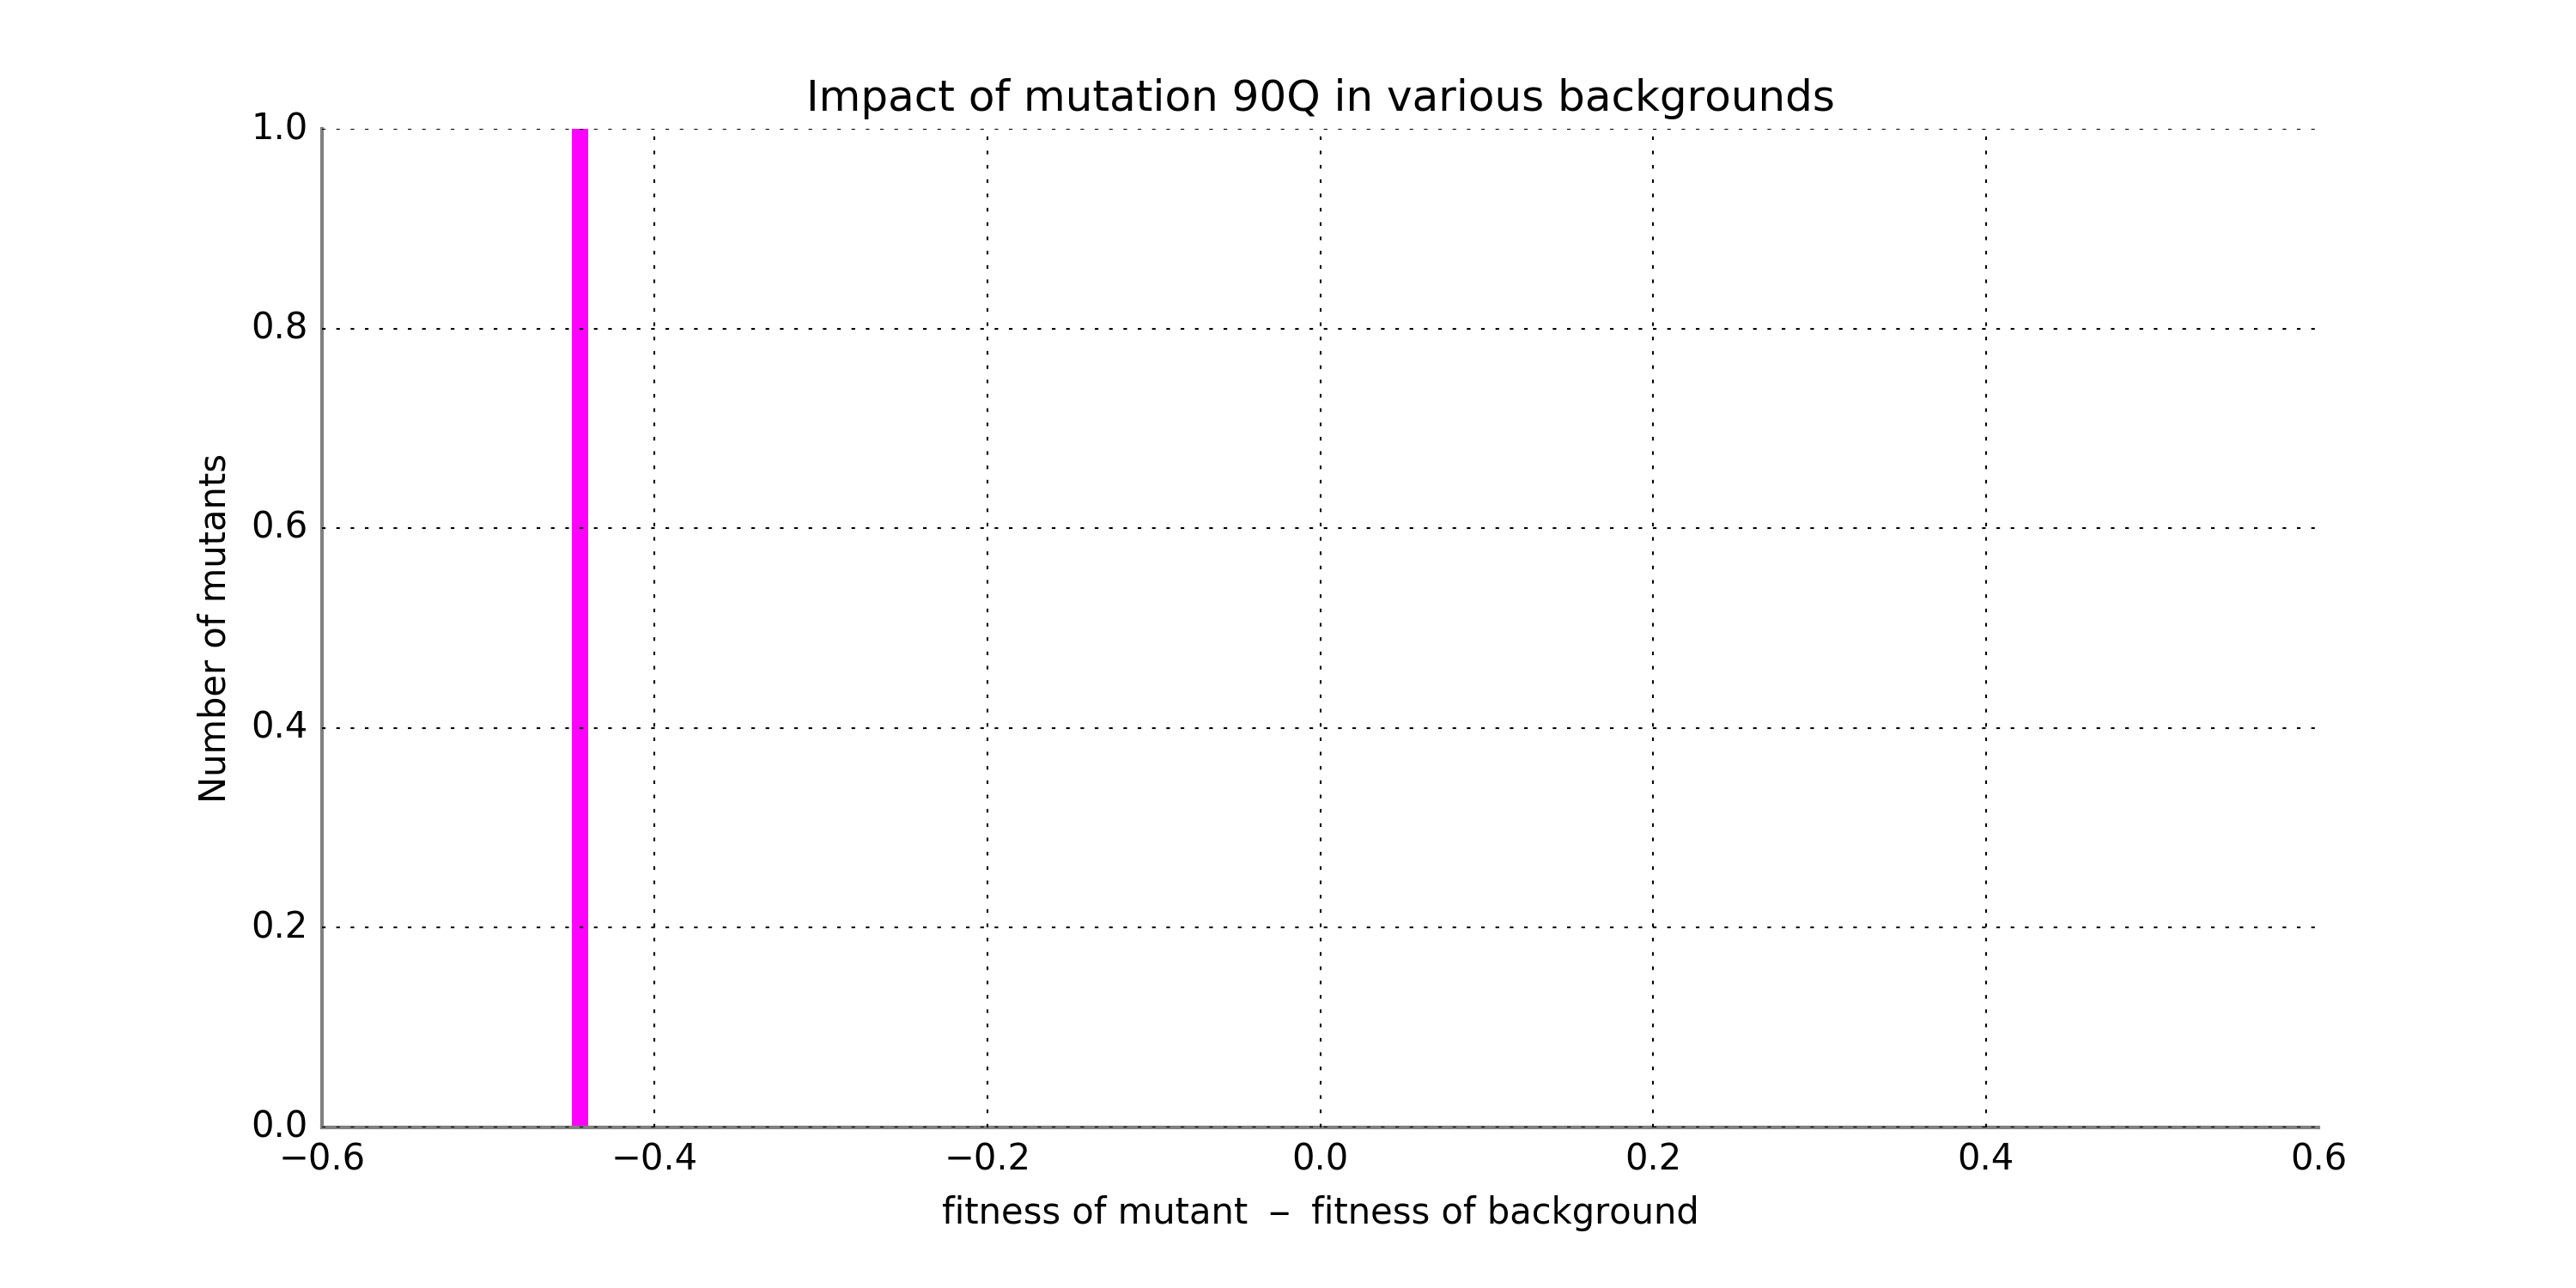 Impact of mutation 90Q in various backgrounds
1.0
0.8
0.6
0.4
0.2
0.0
Number of mutants
−0.6 −0.4 −0.2 0.0 0.2 0.4 0.6
fitness of mutant − fitness of background